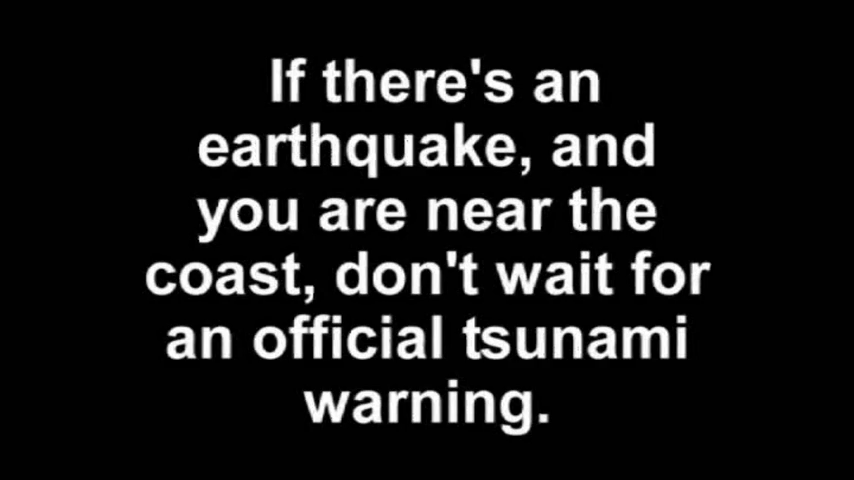 If there's an
earthquake, and
you are near the
coast, don't wait for
an official tsunami
warning.